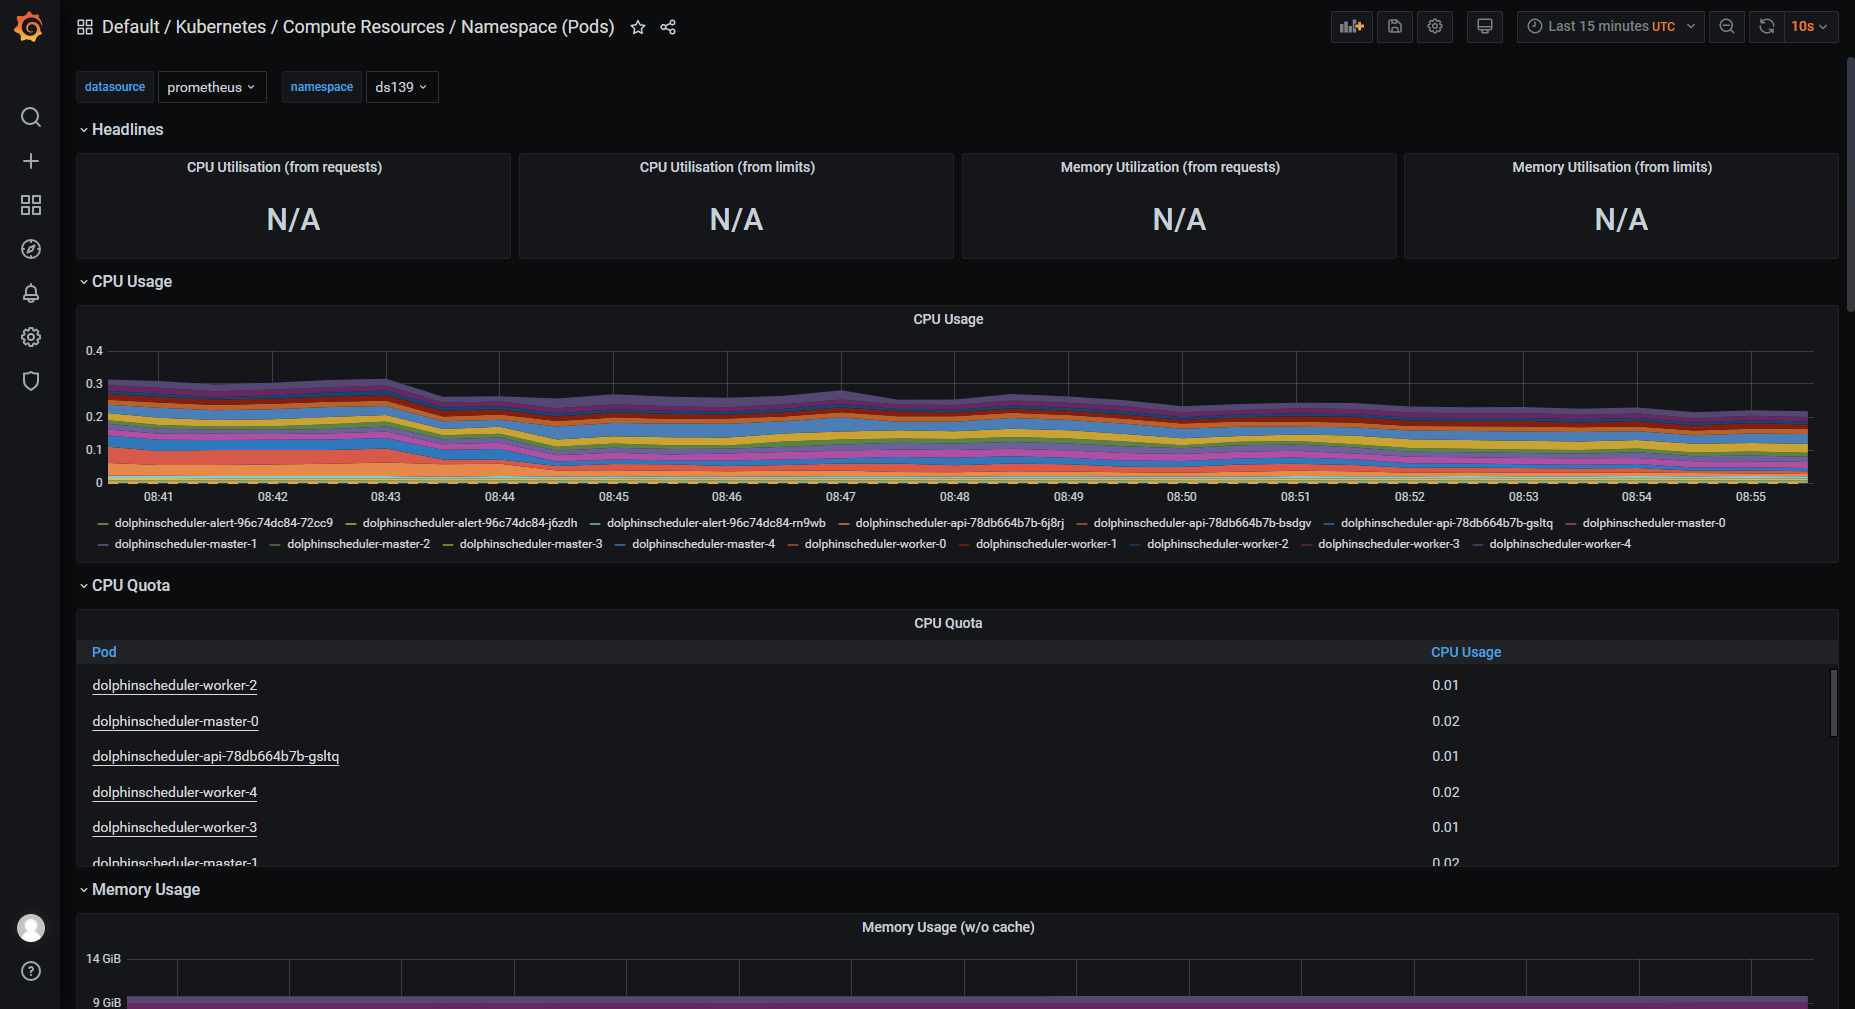 Default / Kubernetes / Compute Resources / Namespace (Pods)
Last 15 minutes UTC
10s
datasource prometheus namespace ds139
Headlines
CPU Utilisation (from requests)
N/A
CPU Utilisation (from limits)
N/A
Memory Utilization (from requests)
N/A
Memory Utilisation (from limits)
N/A
CPU Usage
CPU Usage
0.4
0.3
0.2
0.1
0
08:41 08:42 08:43 08:44 08:45 08:46 08:47 08:48 08:49 08:50 08:51 08:52 08:53 08:54 08:55
dolphinscheduler-alert-96c74dc84-72cc9 dolphinscheduler-alert-96c74dc84-j6zdh dolphinscheduler-alert-96c74dc84-rn9wb dolphinscheduler-api-78db664b7b-6j8rj dolphinscheduler-api-78db664b7b-bsdgv dolphinscheduler-api-78db664b7b-gsltq dolphinscheduler-master-0
dolphinscheduler-master-1 dolphinscheduler-master-2 dolphinscheduler-master-3 dolphinscheduler-master-4 dolphinscheduler-worker-0 dolphinscheduler-worker-1 dolphinscheduler-worker-2 dolphinscheduler-worker-3 dolphinscheduler-worker-4
CPU Quota
CPU Quota
Pod CPU Usage
dolphinscheduler-worker-2 0.01
dolphinscheduler-master-0 0.02
dolphinscheduler-api-78db664b7b-gsltq 0.01
dolphinscheduler-worker-4 0.02
dolphinscheduler-worker-3 0.01
dolphinscheduler-master-1 0.02
Memory Usage
Memory Usage (w/o cache)
14 GiB
9 GiB